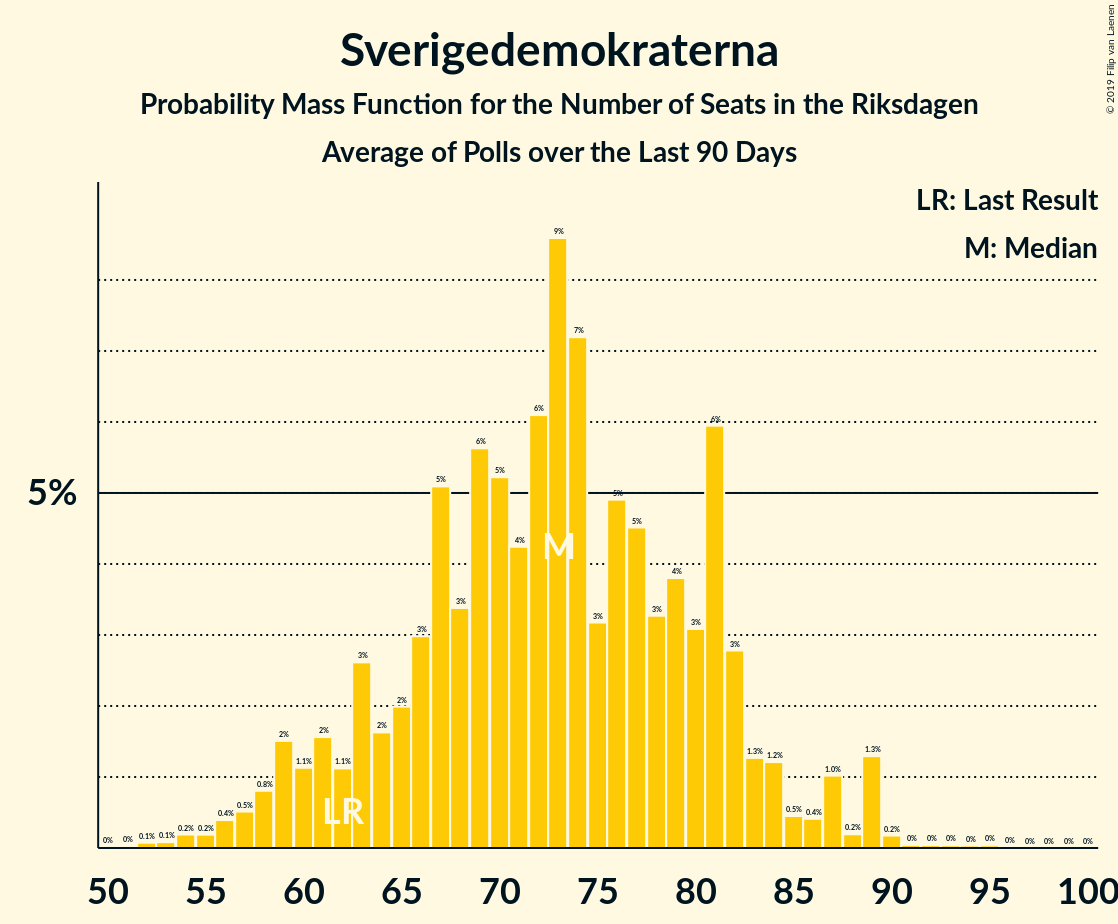 Sverigedemokraterna
Probability Mass Function for the Number of Seats in the Riksdagen
Average of Polls over the Last 90 Days
© 2019 Filip van Laenen
LR: Last Result
M: Median
5%
0% 0% 0.1% 0.1% 0.2% 0.2% 0.4% 0.5% 0.8% 2% 1.1% 2% 1.1% 3% 2% 2% 3% 5% 3% 6% 5% 4% 6% 9% 7% 3% 5% 5% 3% 4% 3% 6% 3% 1.3% 1.2% 0.5% 0.4% 1.0% 0.2% 1.3% 0.2% 0% 0% 0% 0% 0% 0% 0% 0% 0% 0%
M
LR
50 55 60 65 70 75 80 85 90 95 100